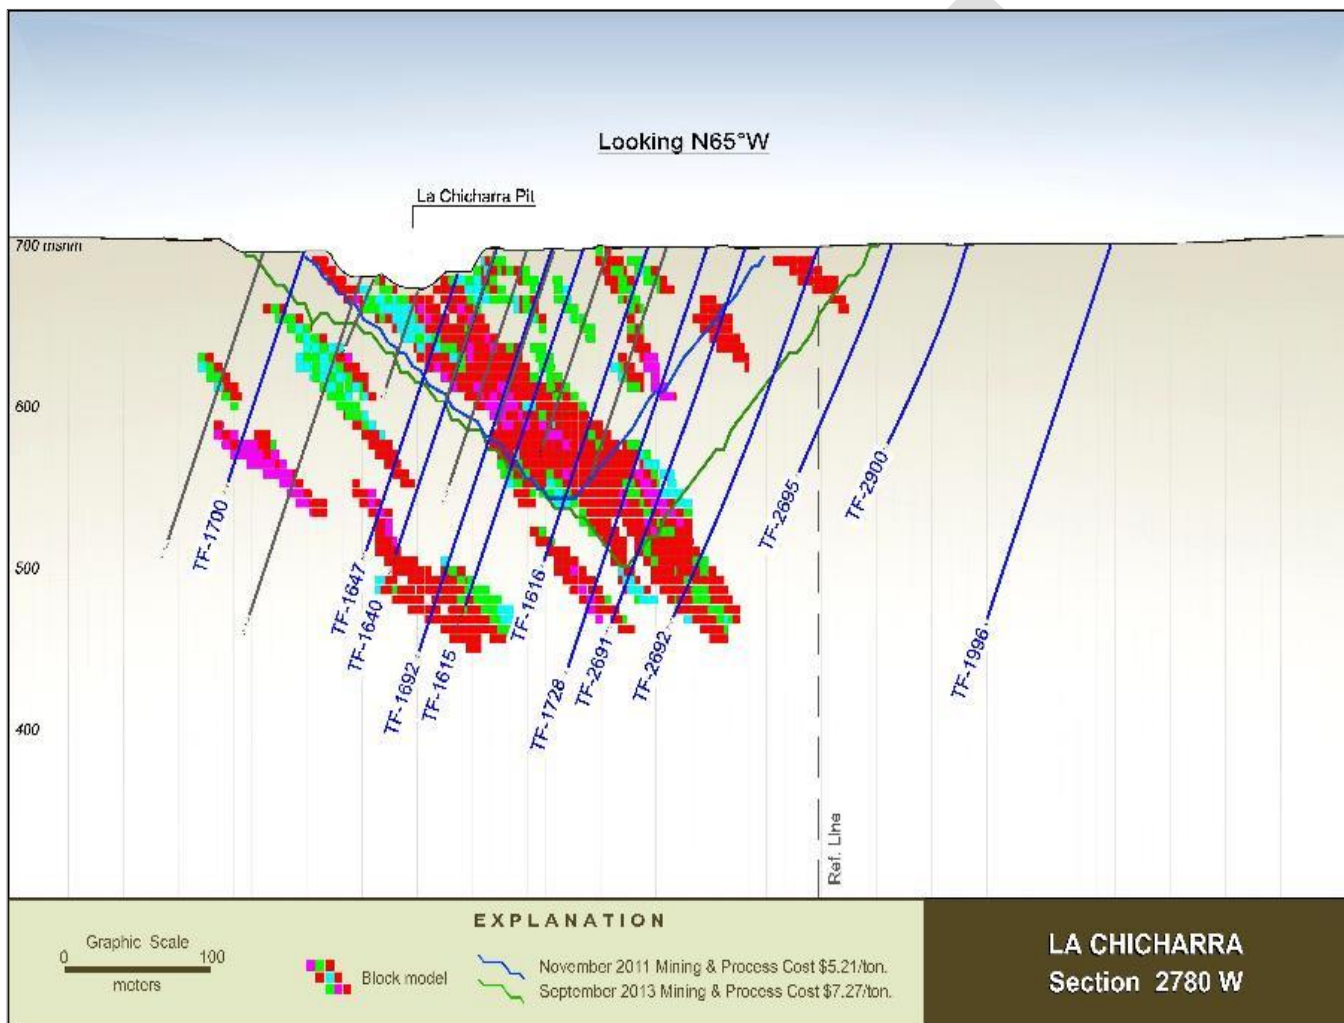 Looking N65°W
La Chicharra Pit
700 msnm
600
500
400
TF-1700
TF-1647
TF-1640
TF-1692
TF-1615
TF-1616
TF-1728
TF-2691
TF-2692
TF-2695
TF-2900
TF-1996
Ref. Line
EXPLANATION
Graphic Scale
0 100
meters
Block model
November 2011 Mining & Process Cost $5.21/ton.
September 2013 Mining & Process Cost $7.27/ton.
LA CHICHARRA
Section 2780 W